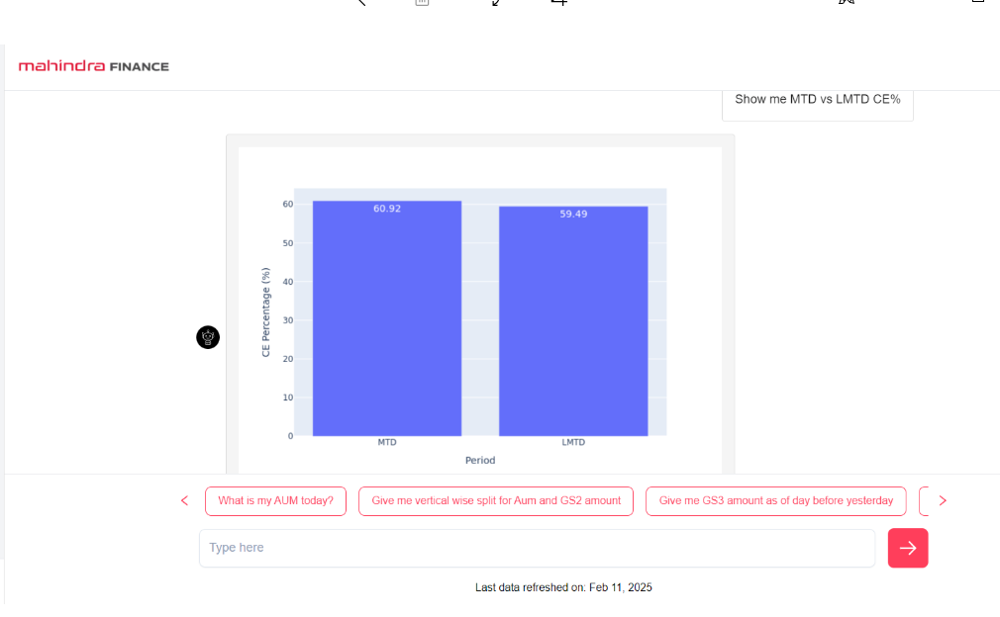 mahindra FINANCE
Show me MTD vs LMTD CE%
60.92
59.49
60
50
40
30
20
10
0
CE Percentage (%)
MTD
LMTD
Period
What is my AUM today?
Give me vertical wise split for Aum and GS2 amount
Give me GS3 amount as of day before yesterday
Type here
Last data refreshed on: Feb 11, 2025